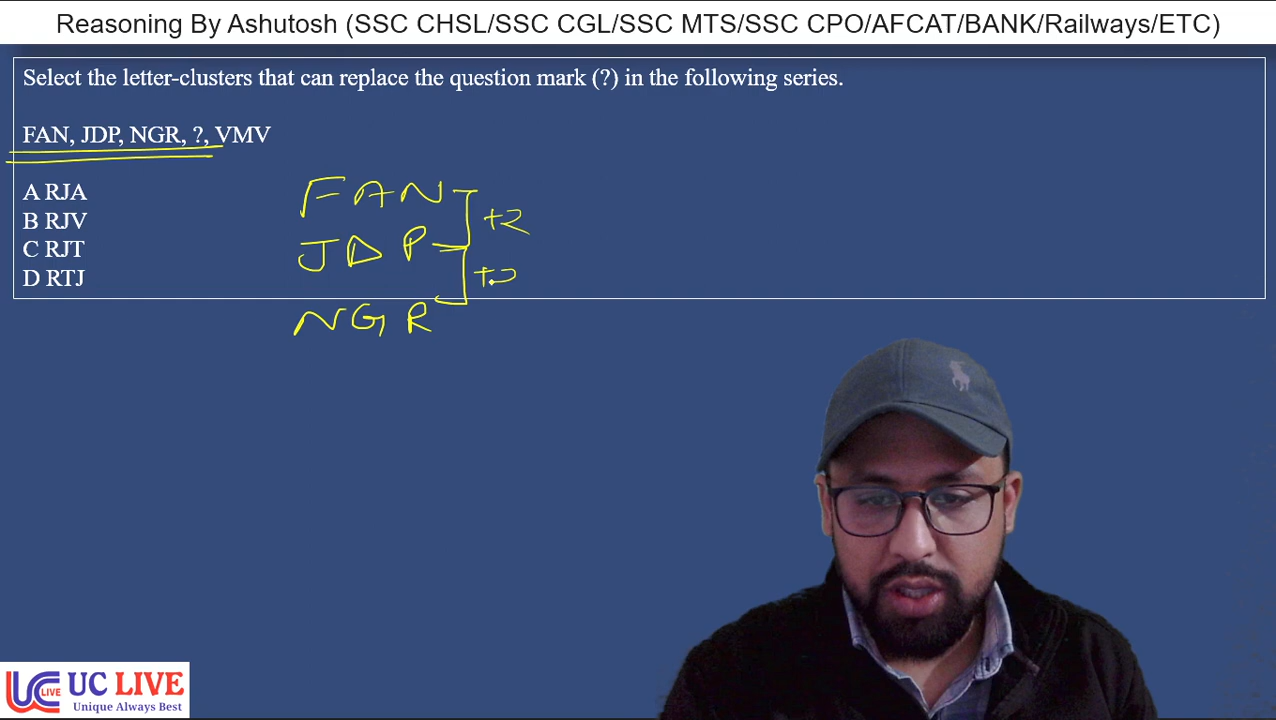 Reasoning By Ashutosh (SSC CHSL/SSC CGL/SSC MTS/SSC CPO/AFCAT/BANK/Railways/ETC)
Select the letter-clusters that can replace the question mark (?) in the following series.
FAN, JDP, NGR, ?, VMV
A RJA
B RJV
C RJT
D RTJ
FAN
+2
JDP
NGR
UC LIVE
LIVE
Unique Always Best